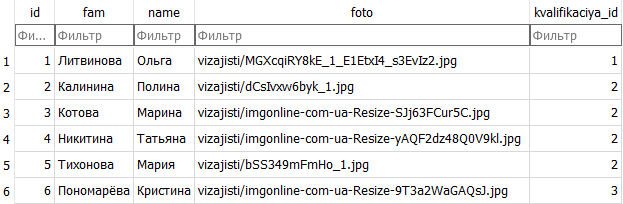 id fam name foto kvalifikaciya_id
Фи... Фильтр Фильтр Фильтр Фильтр
1 1 Литвинова Ольга vizajisti/MGXcqiRY8kE_1_E1EtxI4_s3EvIz2.jpg 1
2 2 Калинина Полина vizajisti/dCsIvxw6byk_1.jpg 2
3 3 Котова Марина vizajisti/imgonline-com-ua-Resize-SJj63FCur5C.jpg 2
4 4 Никитина Татьяна vizajisti/imgonline-com-ua-Resize-yAQF2dz48Q0V9kl.jpg 2
5 5 Тихонова Мария vizajisti/bSS349mFmHo_1.jpg 2
6 6 Пономарёва Кристина vizajisti/imgonline-com-ua-Resize-9T3a2WaGAQsJ.jpg 3